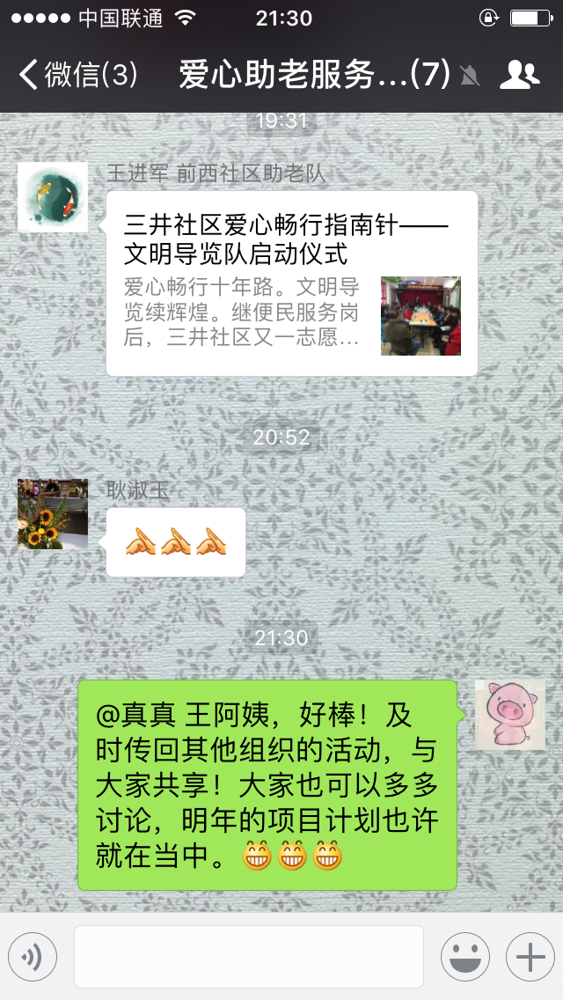 中国联通
21:30
微信(3)
爱心助老服务...(7)
19:31
王进军 前西社区助老队
三井社区爱心畅行指南针——
文明导览队启动仪式
爱心畅行十年路。文明导
览续辉煌。继便民服务岗
后，三井社区又一志愿...
20:52
耿淑玉
21:30
@真真 王阿姨，好棒！及
时传回其他组织的活动，与
大家共享！大家也可以多多
讨论，明年的项目计划也许
就在当中。😁😁😁